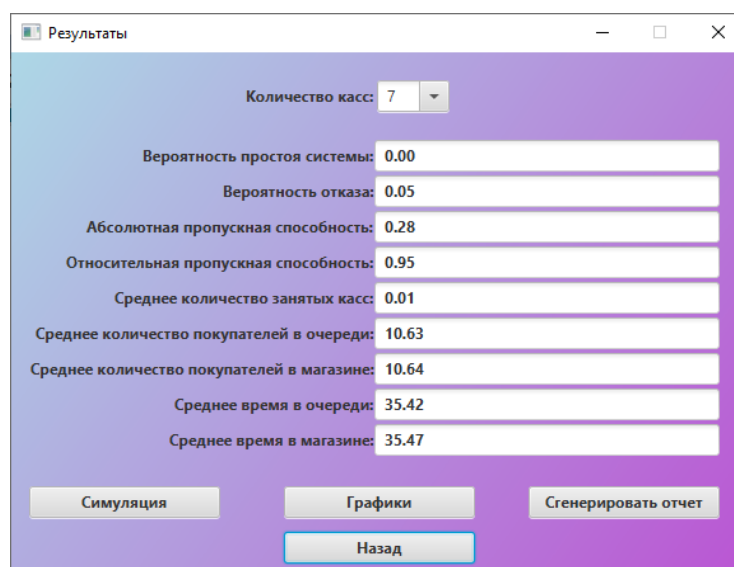 Результаты
Количество касс: 7
Вероятность простоя системы: 0.00
Вероятность отказа: 0.05
Абсолютная пропускная способность: 0.28
Относительная пропускная способность: 0.95
Среднее количество занятых касс: 0.01
Среднее количество покупателей в очереди: 10.63
Среднее количество покупателей в магазине: 10.64
Среднее время в очереди: 35.42
Среднее время в магазине: 35.47
Симуляция Графики Сгенерировать отчет
Назад